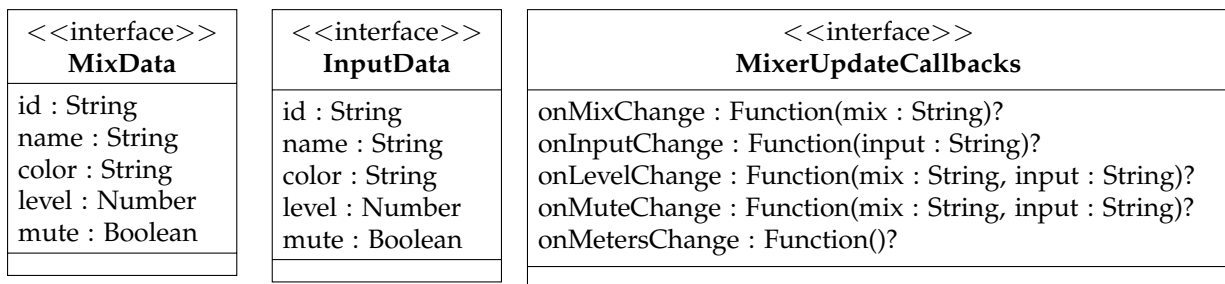 <<interface>>
MixData
id : String
name : String
color : String
level : Number
mute : Boolean
<<interface>>
InputData
id : String
name : String
color : String
level : Number
mute : Boolean
<<interface>>
MixerUpdateCallbacks
onMixChange : Function(mix : String)?
onInputChange : Function(input : String)?
onLevelChange : Function(mix : String, input : String)?
onMuteChange : Function(mix : String, input : String)?
onMetersChange : Function()?